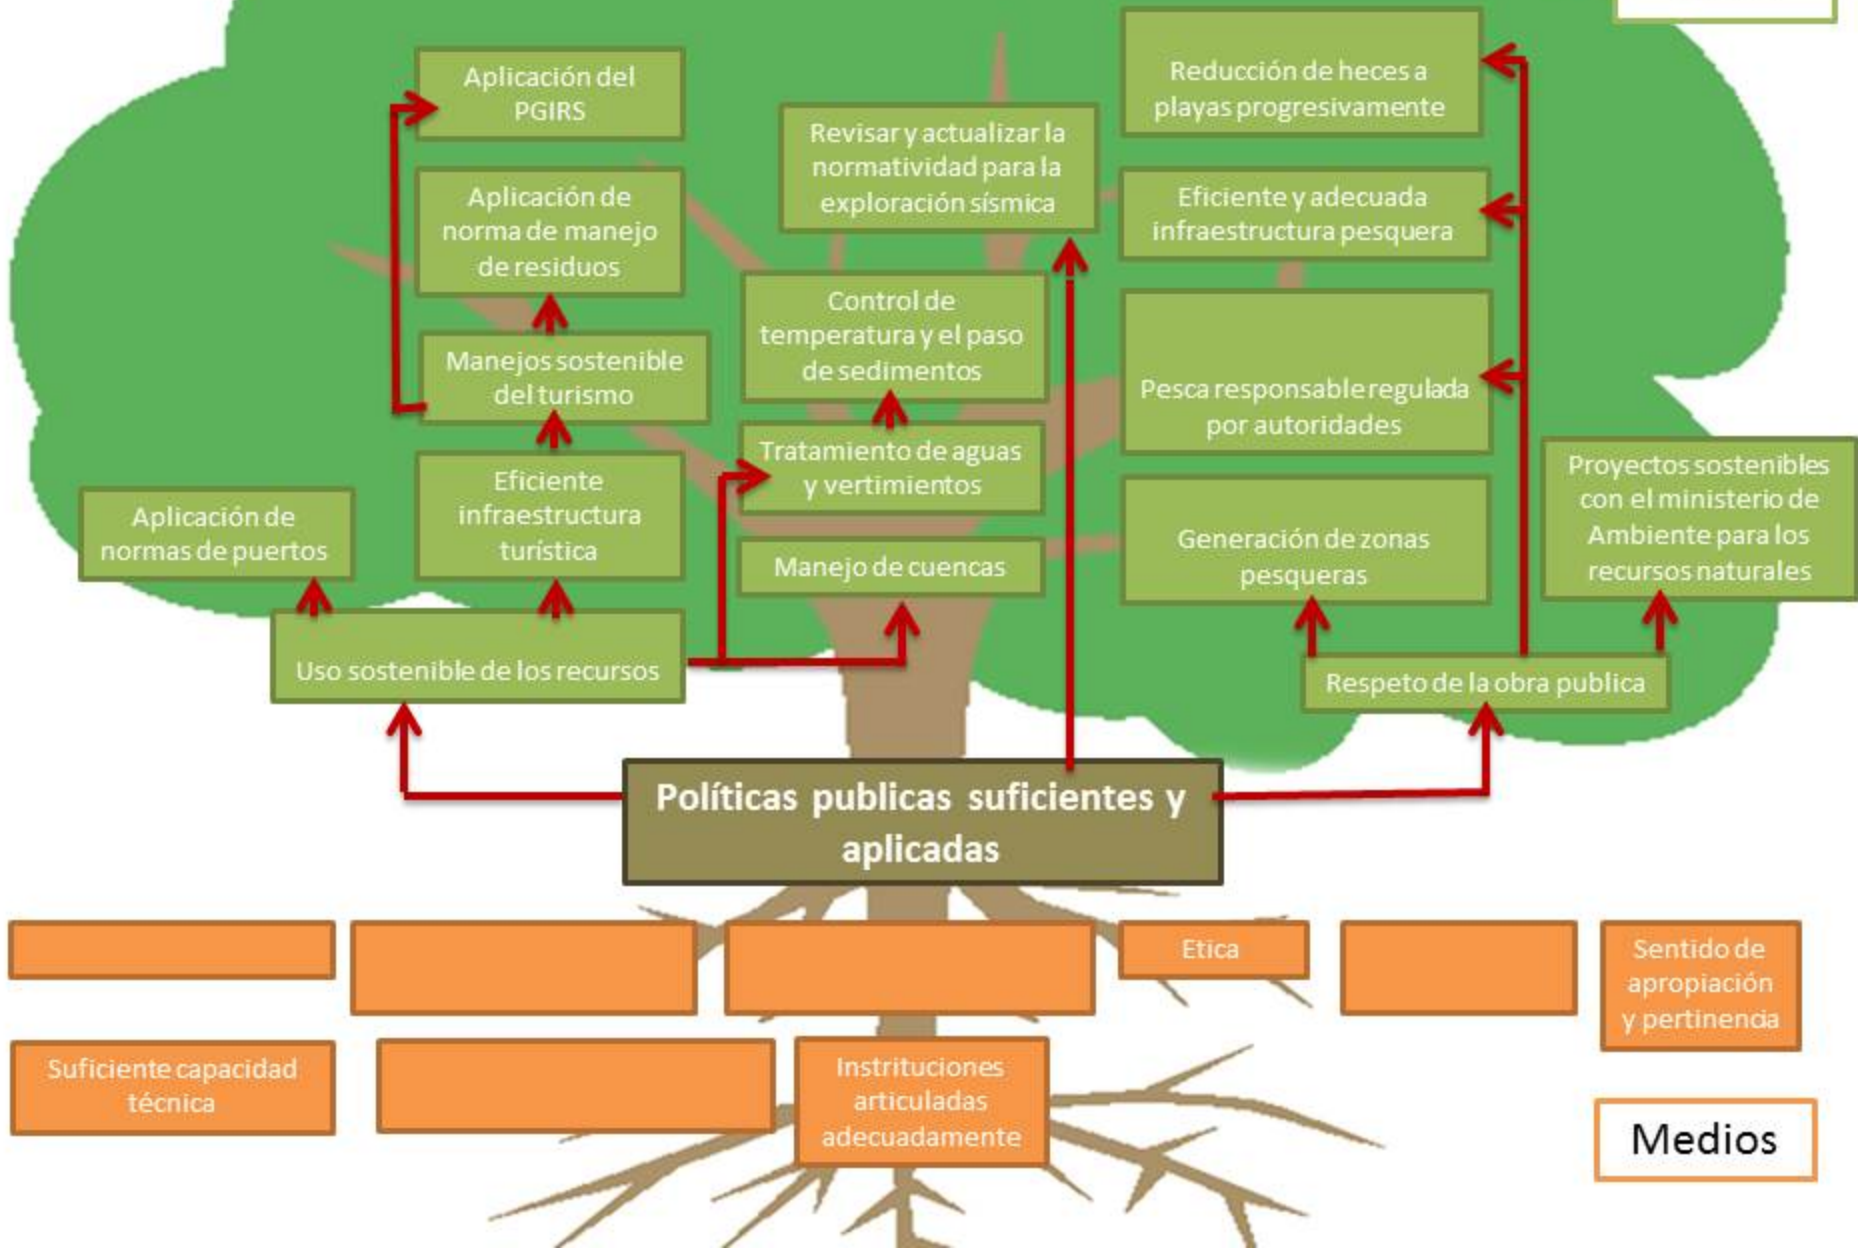 Aplicación del
PGIRS
Aplicación de
norma de manejo
de residuos
Manejos sostenible
del turismo
Eficiente
infraestructura
turística
Aplicación de
normas de puertos
Uso sostenible de los recursos
Revisar y actualizar la
normatividad para la
exploración sísmica
Control de
temperatura y el paso
de sedimentos
Tratamiento de aguas
y vertimientos
Manejo de cuencas
Reducción de heces a
playas progresivamente
Eficiente y adecuada
infraestructura pesquera
Pesca responsable regulada
por autoridades
Generación de zonas
pesqueras
Proyectos sostenibles
con el ministerio de
Ambiente para los
recursos naturales
Respeto de la obra publica
Políticas publicas suficientes y
aplicadas
Etica
Sentido de
apropiación
y pertinencia
Suficiente capacidad
técnica
Instrituciones
articuladas
adecuadamente
Medios